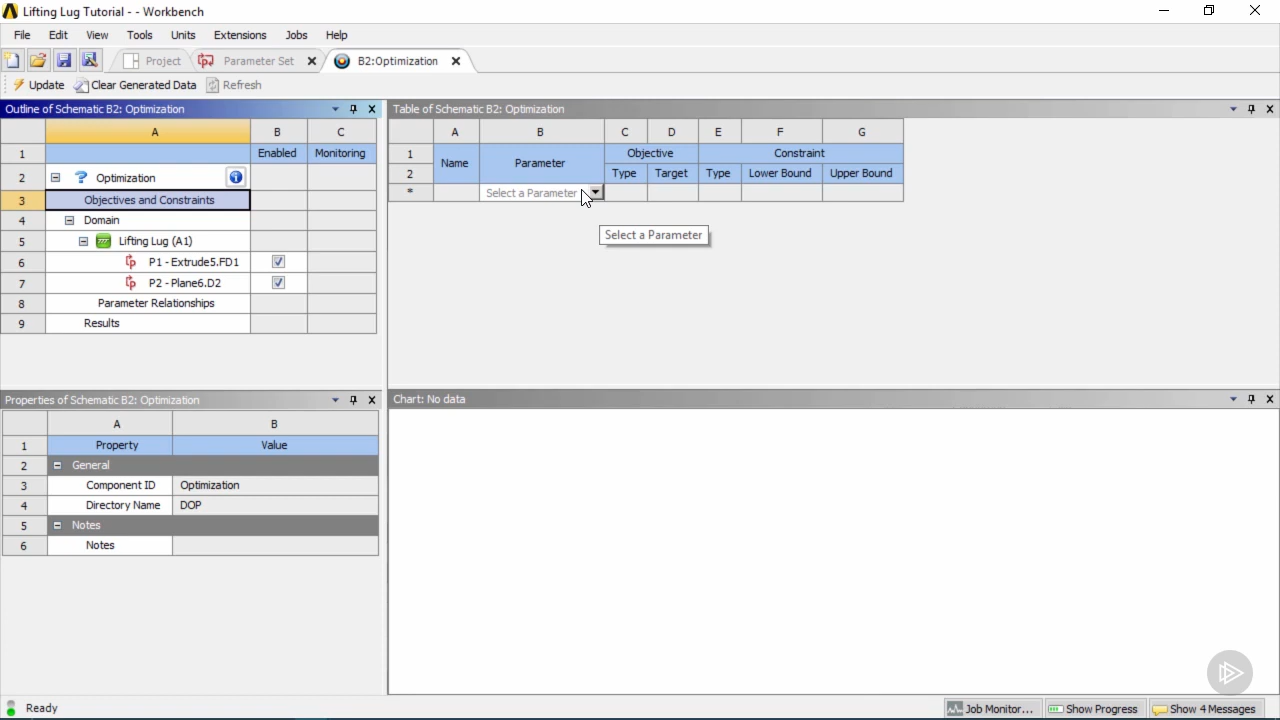 Lifting Lug Tutorial - - Workbench
File Edit View Tools Units Extensions Jobs Help
Project Parameter Set B2:Optimization
Update Clear Generated Data Refresh
Outline of Schematic B2: Optimization
A B C
1 Enabled Monitoring
2 Optimization
3 Objectives and Constraints
4 Domain
5 Lifting Lug (A1)
6 P1 - Extrude5.FD1
7 P2 - Plane6.D2
8 Parameter Relationships
9 Results
Table of Schematic B2: Optimization
A B C D E F G
1 Name Parameter Objective Constraint
2 Type Target Type Lower Bound Upper Bound
* Select a Parameter
Select a Parameter
Properties of Schematic B2: Optimization
A B
1 Property Value
2 General
3 Component ID Optimization
4 Directory Name DOP
5 Notes
6 Notes
Chart: No data
Ready Job Monitor... Show Progress Show 4 Messages